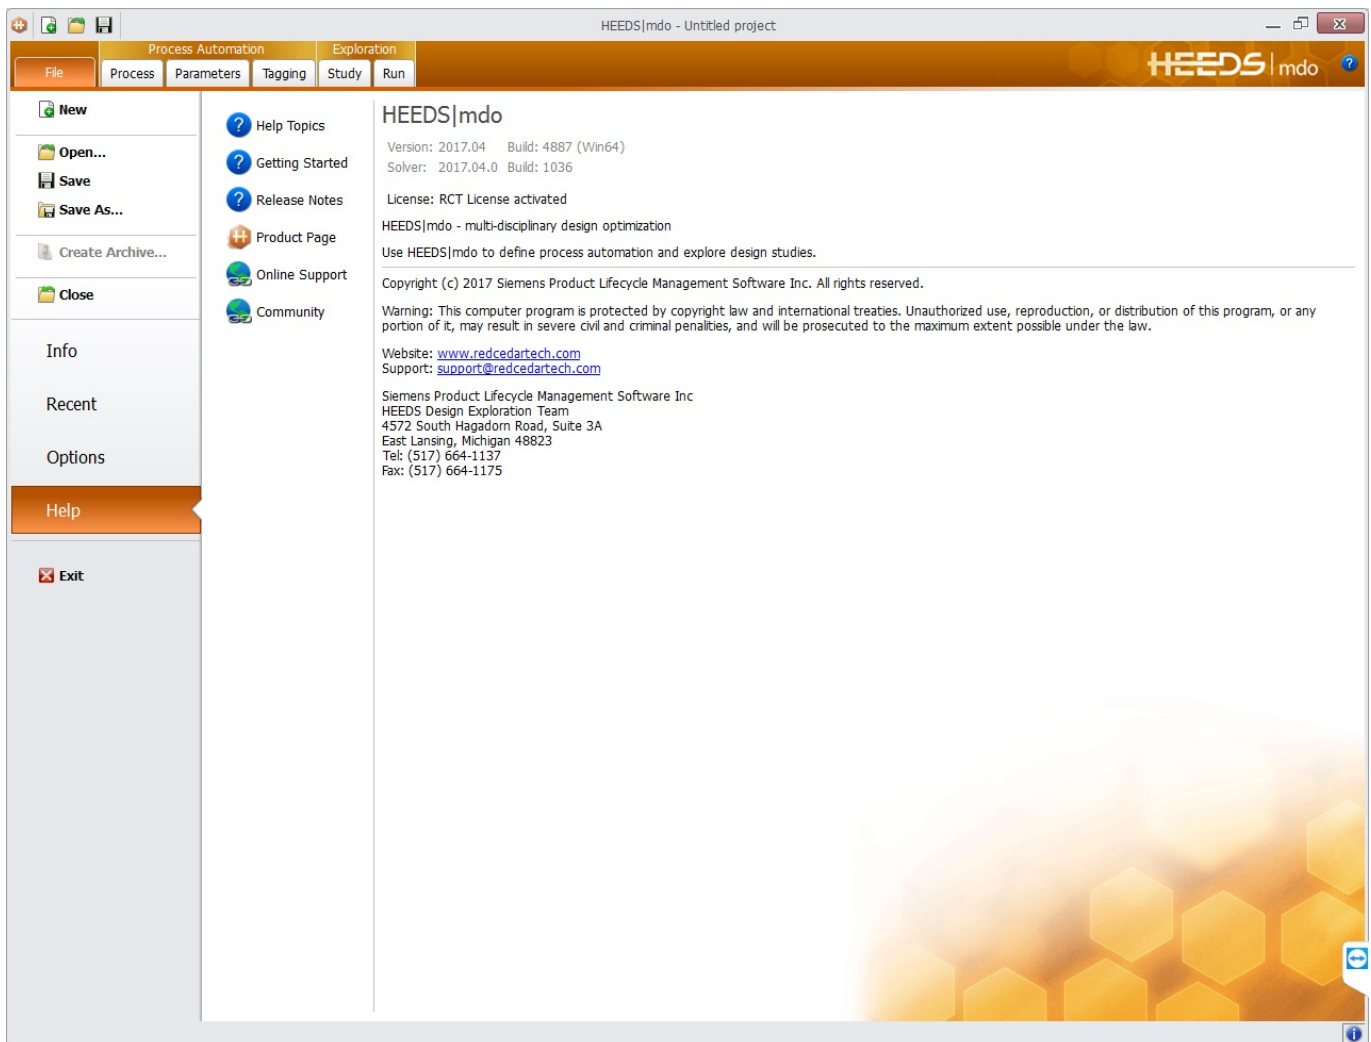 HEEDS|mdo - Untitled project
Process Automation
Exploration
File
Process
Parameters
Tagging
Study
Run
HEEDS|mdo
New
Open...
Save
Save As...
Create Archive...
Close
Info
Recent
Options
Help
Exit
Help Topics
Getting Started
Release Notes
Product Page
Online Support
Community
HEEDS|mdo
Version: 2017.04 Build: 4887 (Win64)
Solver: 2017.04.0 Build: 1036
License: RCT License activated
HEEDS|mdo - multi-disciplinary design optimization
Use HEEDS|mdo to define process automation and explore design studies.
Copyright (c) 2017 Siemens Product Lifecycle Management Software Inc. All rights reserved.
Warning: This computer program is protected by copyright law and international treaties. Unauthorized use, reproduction, or distribution of this program, or any
portion of it, may result in severe civil and criminal penalities, and will be prosecuted to the maximum extent possible under the law.
Website: www.redcedartech.com
Support: support@redcedartech.com
Siemens Product Lifecycle Management Software Inc
HEEDS Design Exploration Team
4572 South Hagadorn Road, Suite 3A
East Lansing, Michigan 48823
Tel: (517) 664-1137
Fax: (517) 664-1175